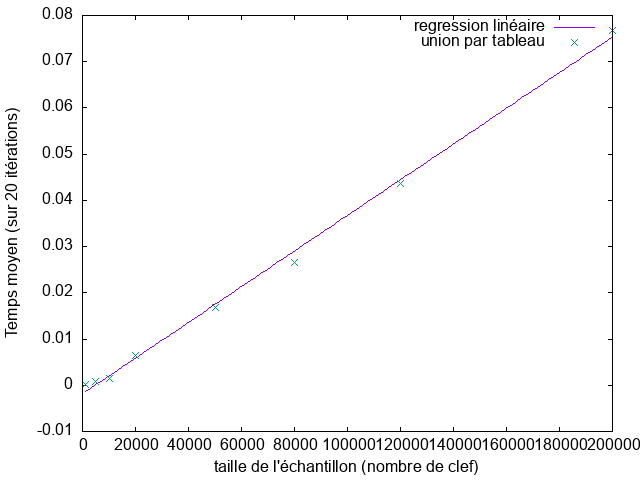 0.08
0.07
0.06
0.05
0.04
0.03
0.02
0.01
0
-0.01
Temps moyen (sur 20 itérations)
regression linéaire
union par tableau
0 20000 40000 60000 80000 100000 120000 140000 160000 180000 200000
taille de l'échantillon (nombre de clef)